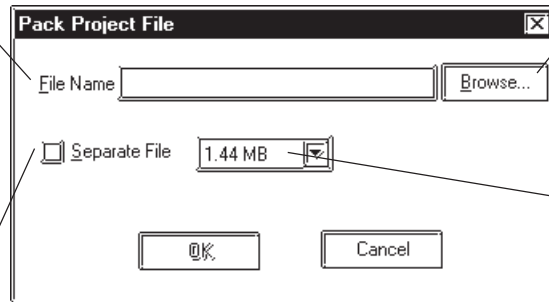 Pack Project File
File Name
Browse...
Separate File
1.44 MB
OK
Cancel